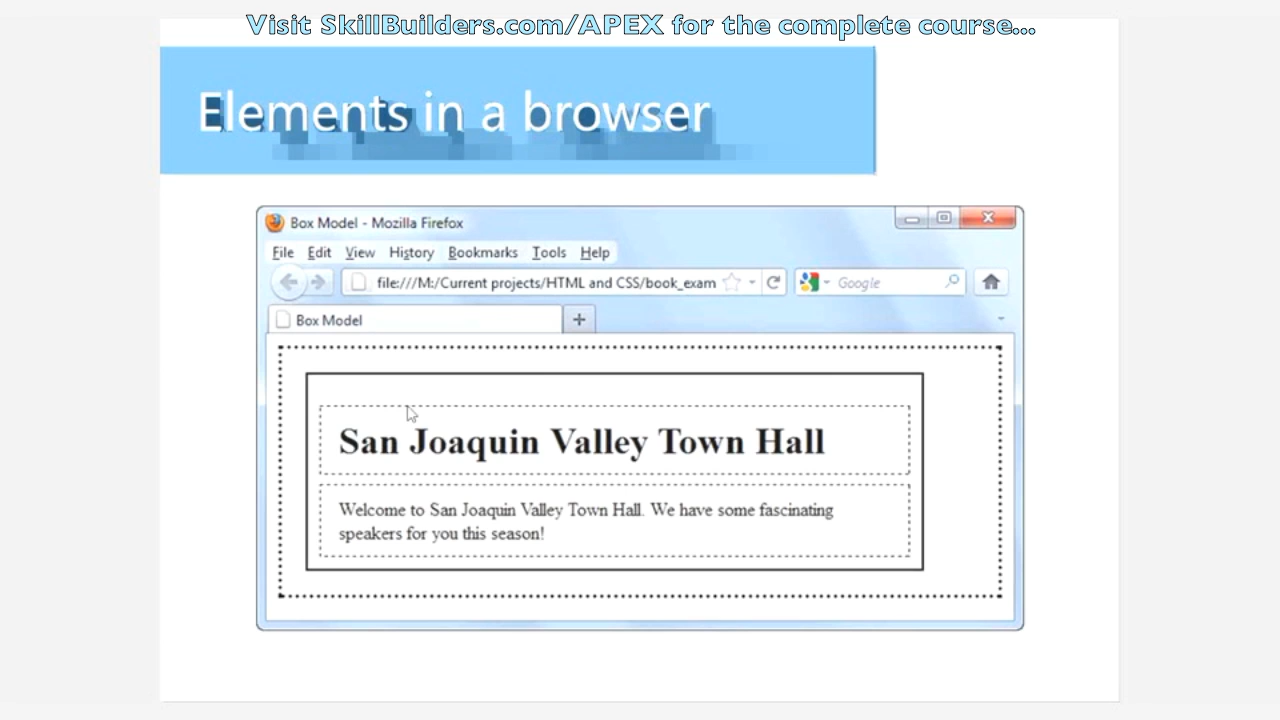 Visit SkillBuilders.com/APEX for the complete course...
Elements in a browser
Box Model - Mozilla Firefox
File Edit View History Bookmarks Tools Help
file:///M:/Current projects/HTML and CSS/book_exam
Google
Box Model
San Joaquin Valley Town Hall
Welcome to San Joaquin Valley Town Hall. We have some fascinating
speakers for you this season!